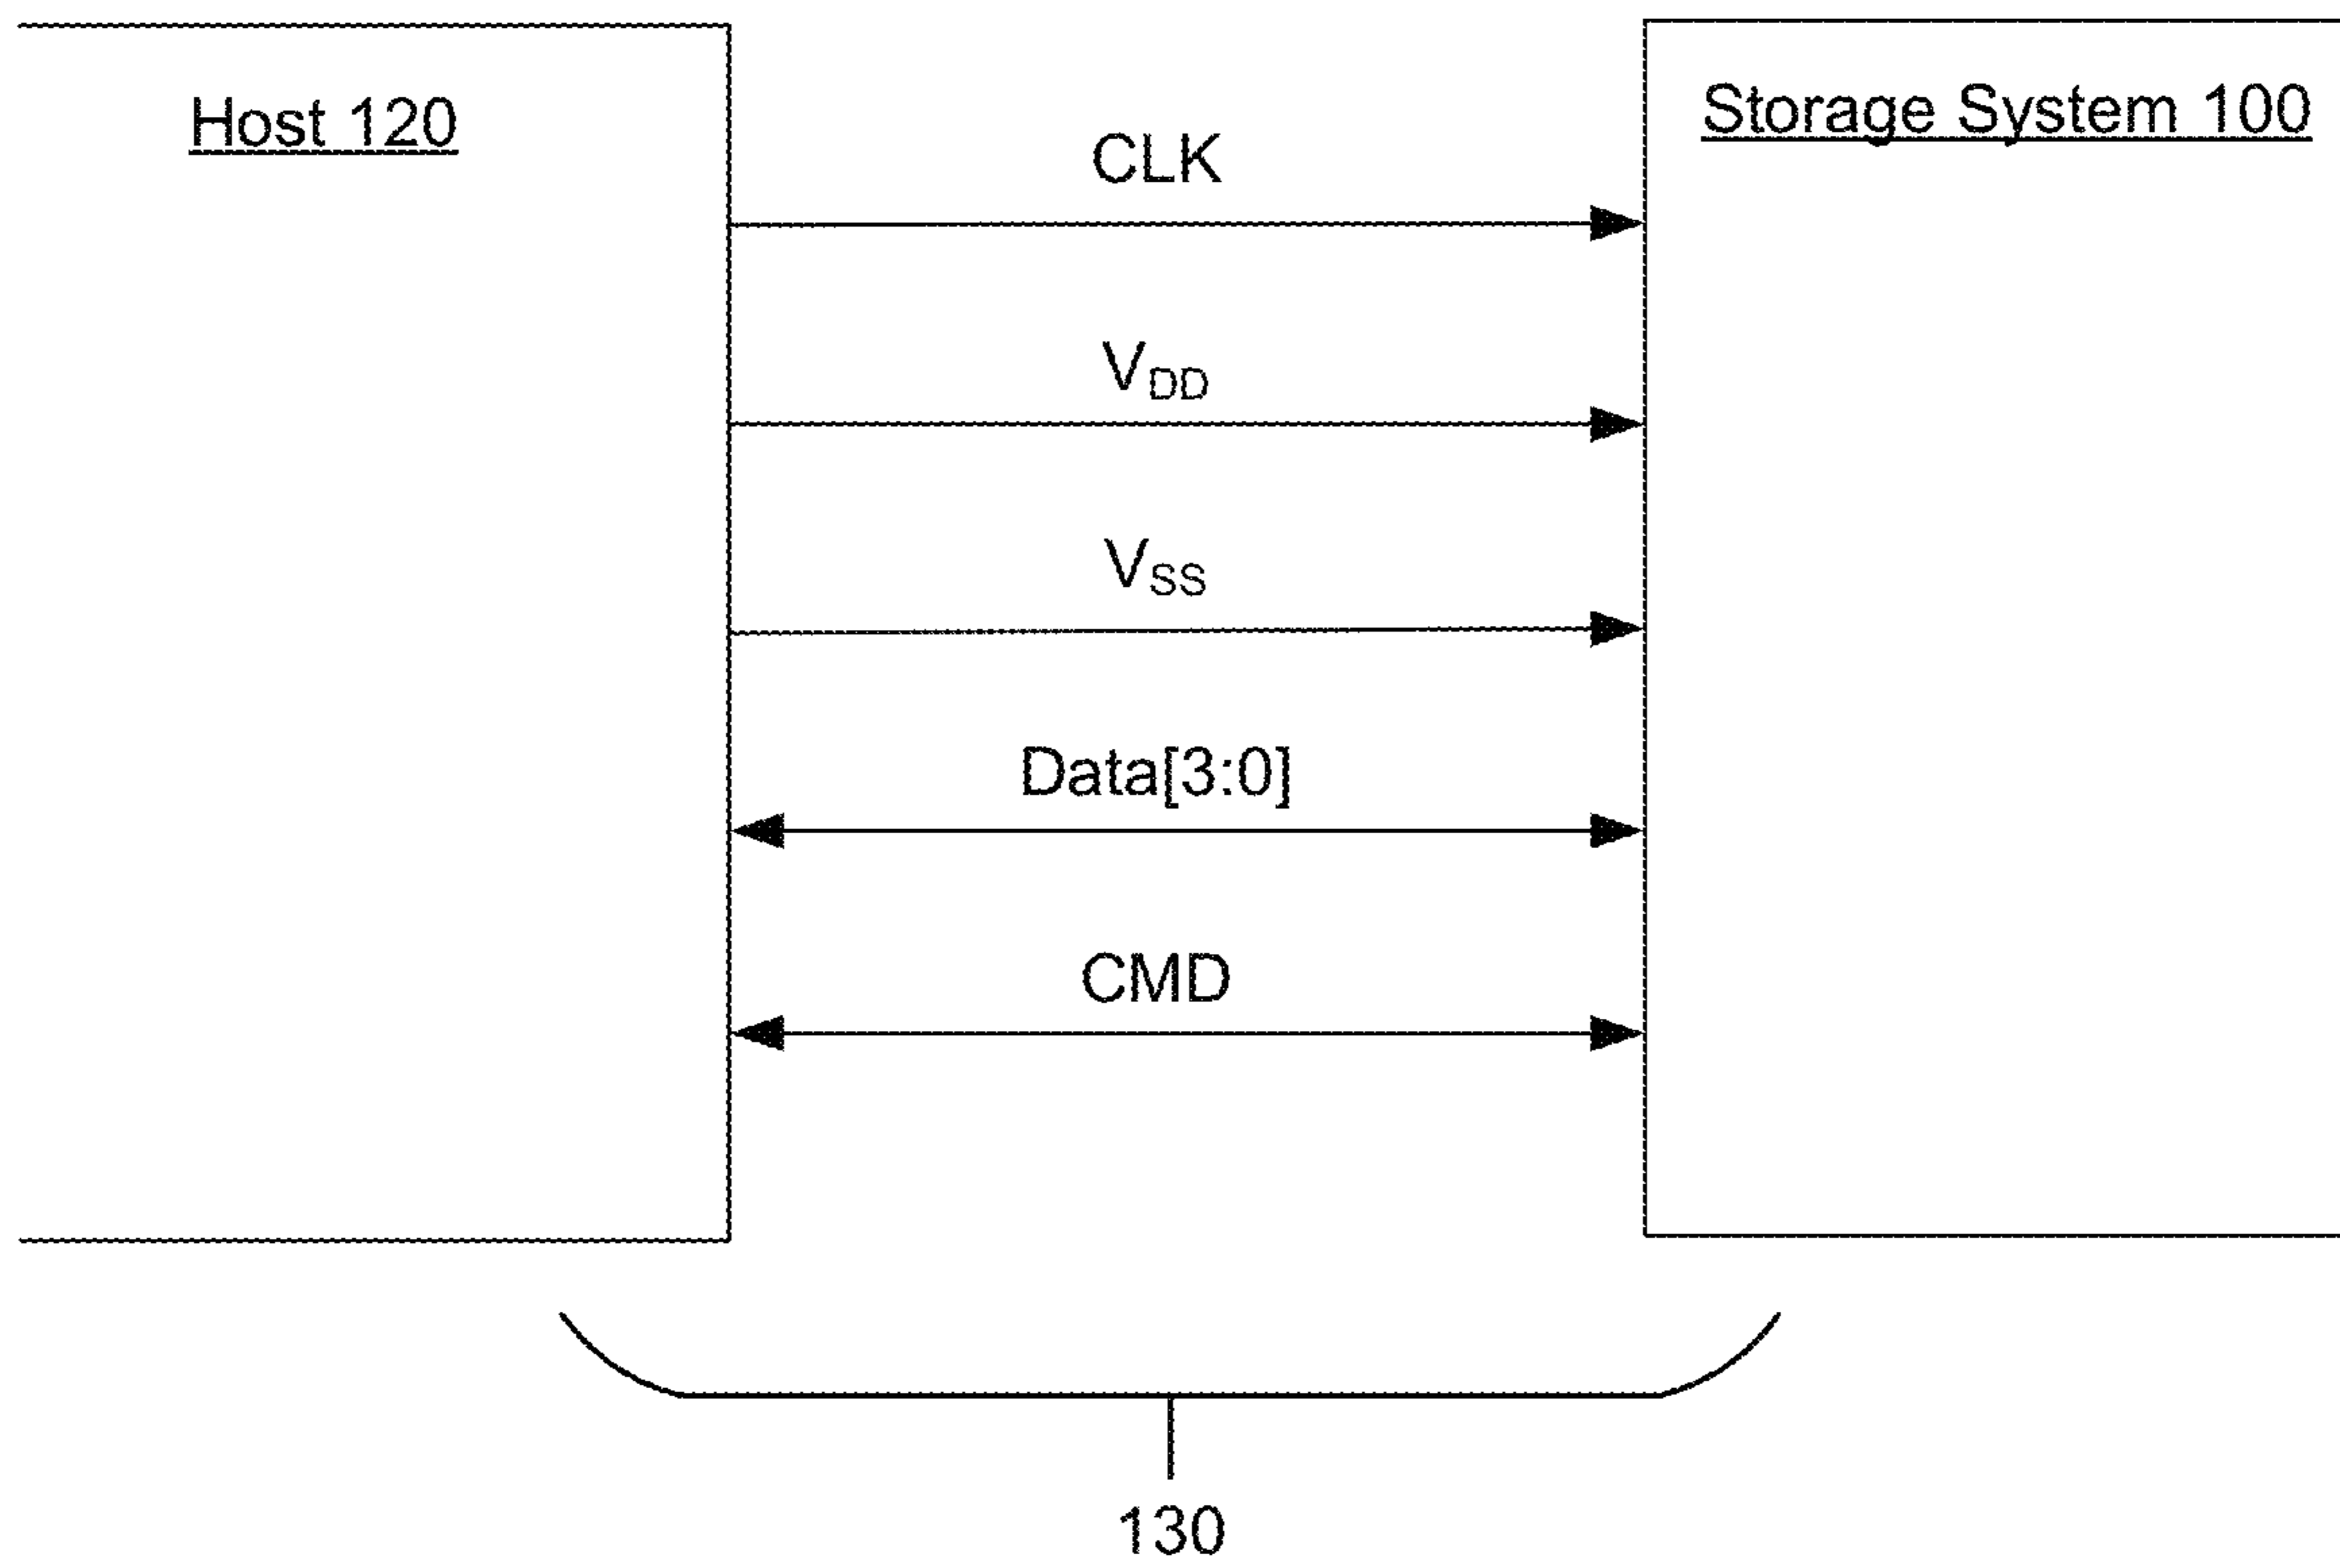 Host 120
Storage System 100
CLK
VDD
VSS
Data[3:0]
CMD
130